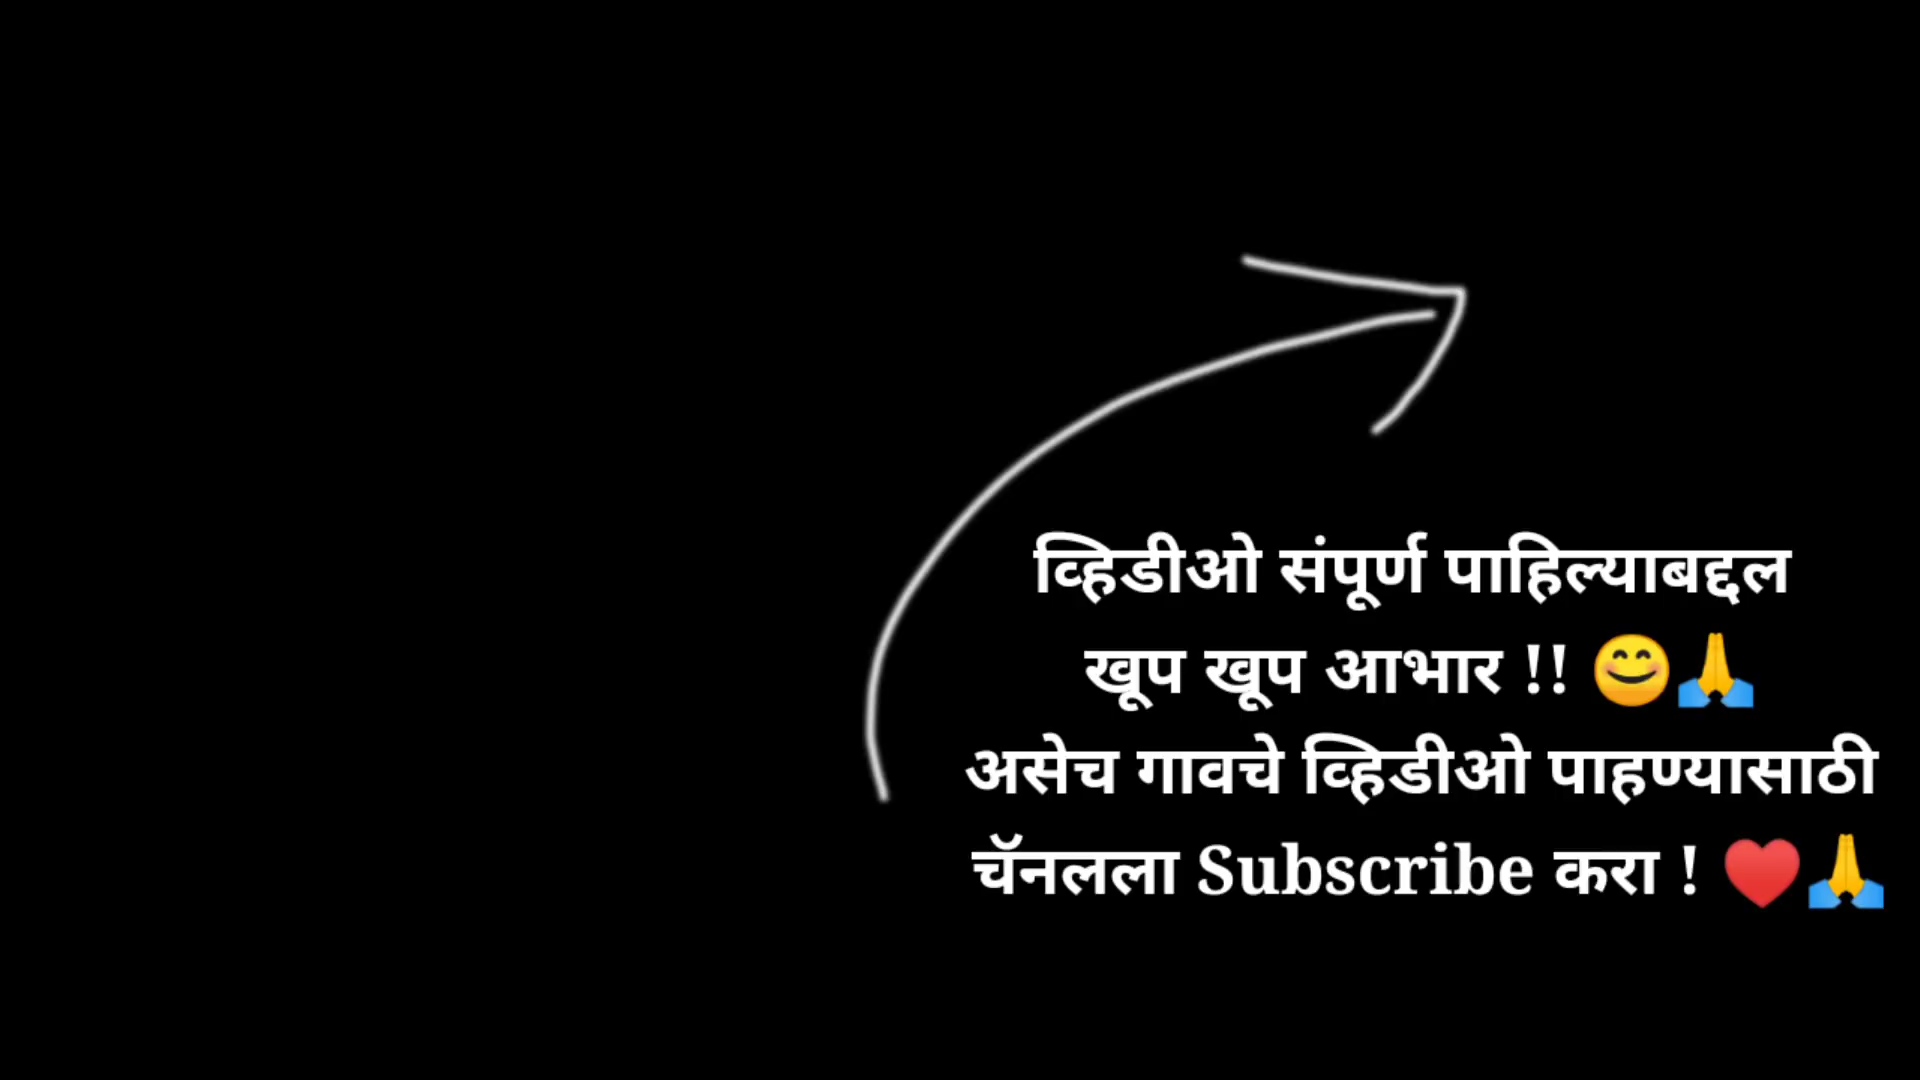 व्हिडीओ संपूर्ण पाहिल्याबद्दल
खूप खूप आभार !! 😊🙏
असेच गावचे व्हिडीओ पाहण्यासाठी
चॅनलला Subscribe करा ! ♥️🙏